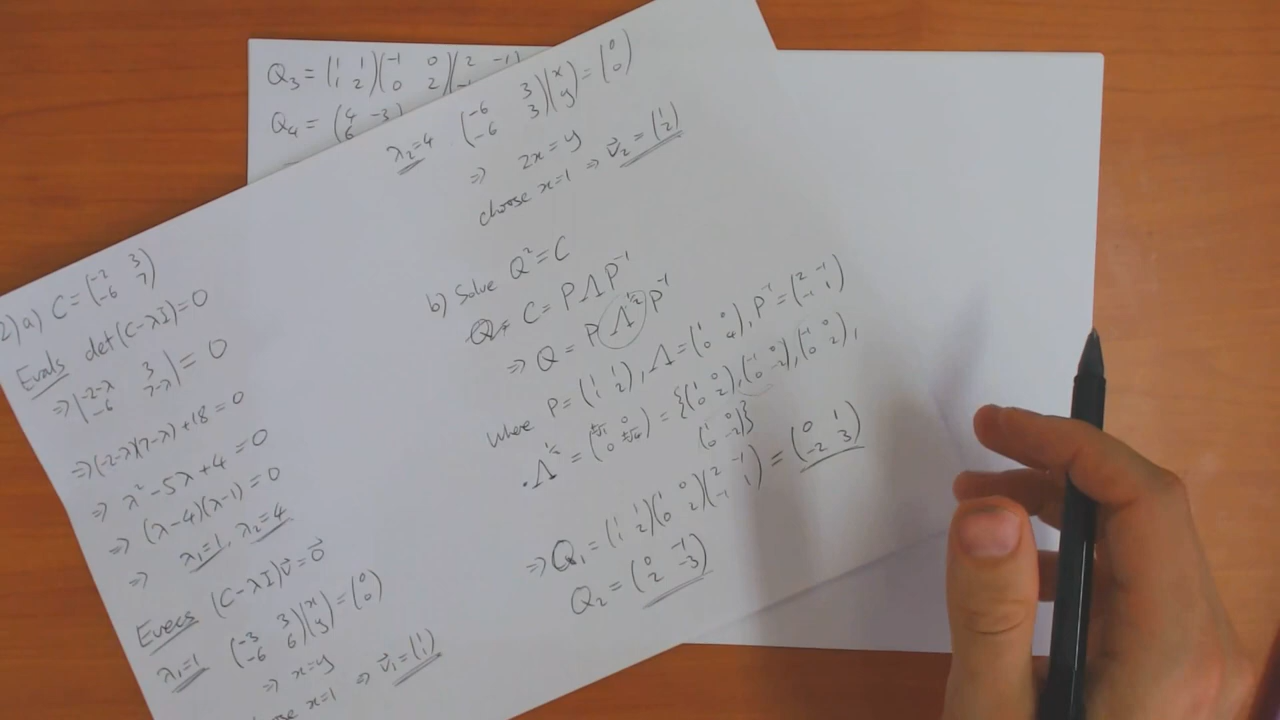 Q₃ = (1 1; 1 2)(-1 0; 0 2)(2 -1;
Q₄ = (4 -3; 6
2)a) C = (-2 3; -6 7)
Evals det(C-λI)=0
⇒ |-2-λ 3; -6 7-λ| = 0
⇒ (-2-λ)(7-λ)+18=0
⇒ λ²-5λ+4=0
⇒ (λ-4)(λ-1)=0
⇒ λ₁=1, λ₂=4
Evecs (C-λI)v⃗=0⃗
λ₁=1 (-3 3; -6 6)(x; y)=(0; 0)
⇒ x=y
x=1 ⇒ v⃗₁=(1; 1)
λ₂=4 (-6 3; -6 3)(x; y)=(0; 0)
⇒ 2x=y
choose x=1 ⇒ v⃗₂=(1; 2)
b) Solve Q²=C
C = PΛP⁻¹
⇒ Q = PΛ^½P⁻¹
where P=(1 1; 1 2), Λ=(1 0; 0 4), P⁻¹=(2 -1; -1 1)
Λ^½ = (±√1 0; 0 ±√4) = {(1 0; 0 2), (-1 0; 0 -2), (-1 0; 0 2),
(1 0; 0 -2)}
⇒ Q₁ = (1 1; 1 2)(1 0; 0 2)(2 -1; -1 1) = (0 1; -2 3)
Q₂ = (0 -1; 2 -3)